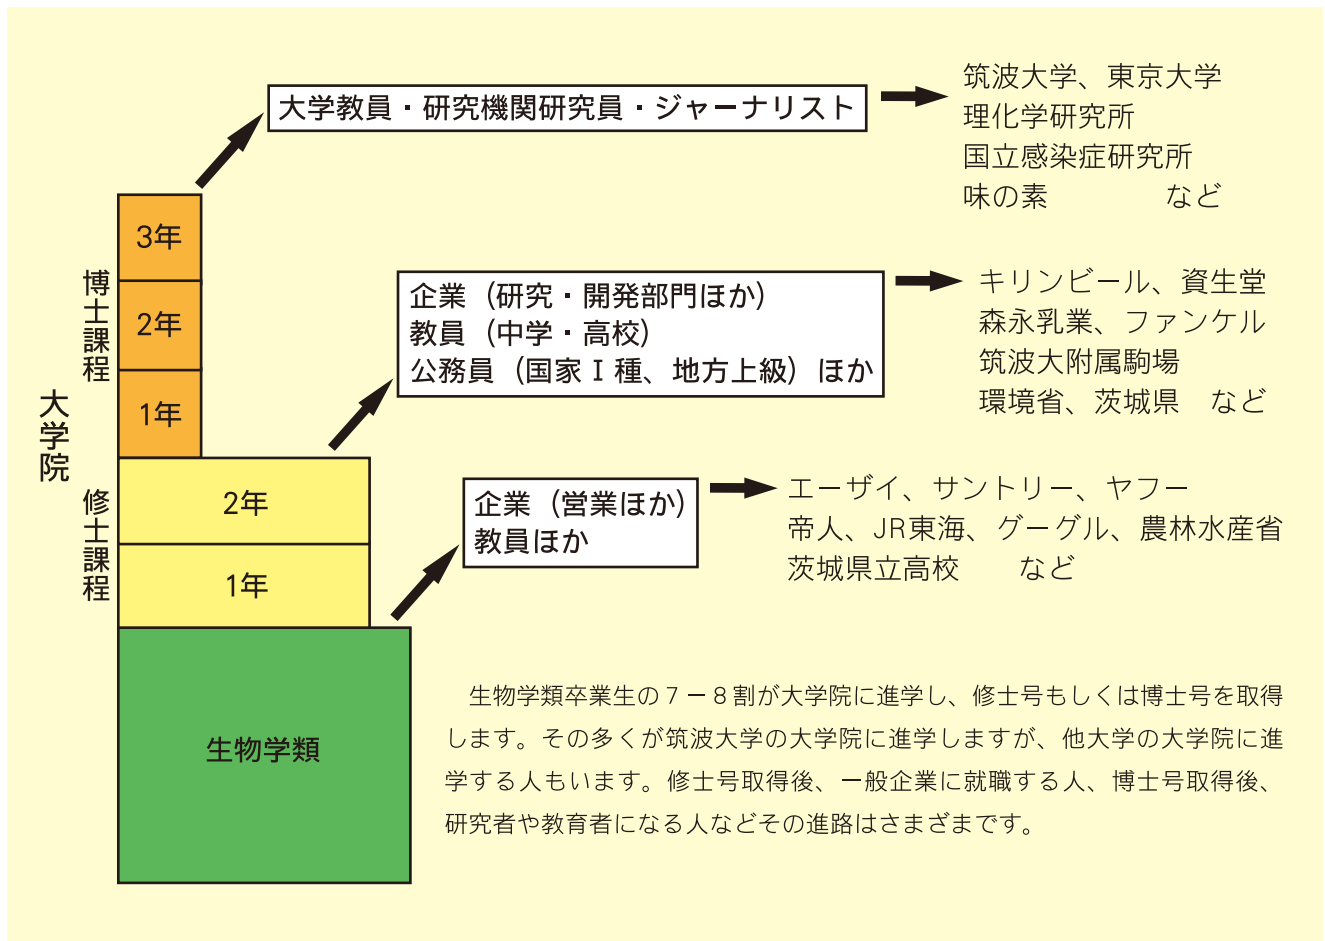 大学教員・研究機関研究員・ジャーナリスト
筑波大学、東京大学
理化学研究所
国立感染症研究所
味の素　　　　など
大学院
博士課程
3年
2年
1年
企業（研究・開発部門ほか）
教員（中学・高校）
公務員（国家Ⅰ種、地方上級）ほか
キリンビール、資生堂
森永乳業、ファンケル
筑波大附属駒場
環境省、茨城県　など
修士課程
2年
1年
企業（営業ほか）
教員ほか
エーザイ、サントリー、ヤフー
帝人、JR東海、グーグル、農林水産省
茨城県立高校　　など
生物学類
生物学類卒業生の７－８割が大学院に進学し、修士号もしくは博士号を取得
します。その多くが筑波大学の大学院に進学しますが、他大学の大学院に進
学する人もいます。修士号取得後、一般企業に就職する人、博士号取得後、
研究者や教育者になる人などその進路はさまざまです。